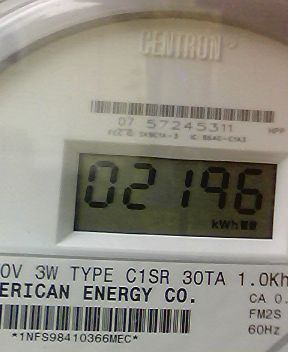 CENTRON
07 57245311
HPP
02196
kWh
0V 3W TYPE C1SR 30TA 1.0Kh
ERICAN ENERGY CO.
CA 0.
FM2S
60Hz
*1NFS98410366MEC*